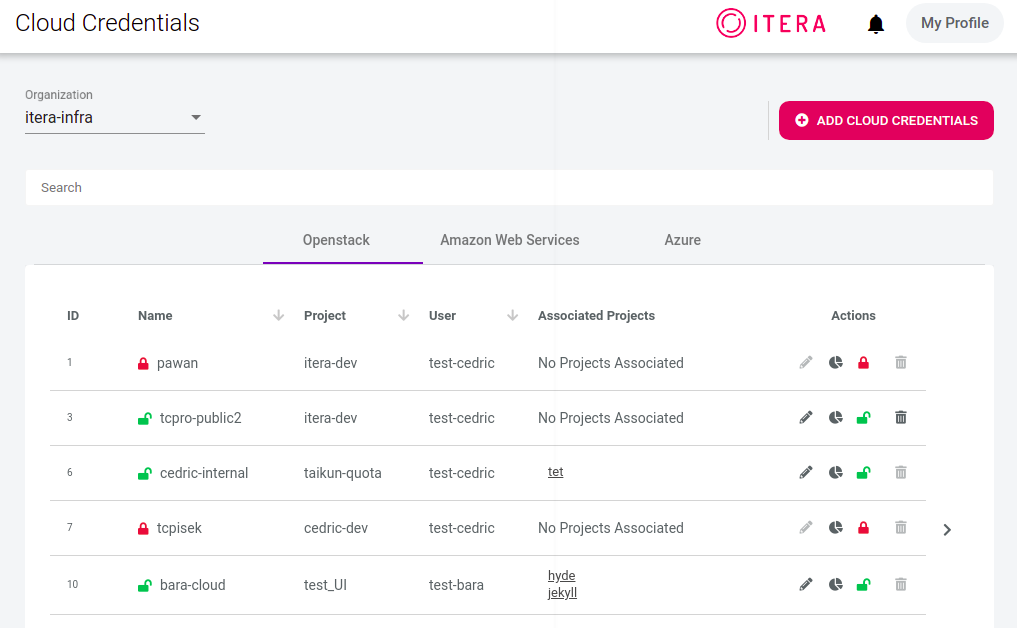 Cloud Credentials
ITERA
My Profile
Organization
itera-infra
ADD CLOUD CREDENTIALS
Search
Openstack Amazon Web Services Azure
ID Name Project User Associated Projects Actions
1 pawan itera-dev test-cedric No Projects Associated
3 tcpro-public2 itera-dev test-cedric No Projects Associated
6 cedric-internal taikun-quota test-cedric tet
7 tcpisek cedric-dev test-cedric No Projects Associated
10 bara-cloud test_UI test-bara hyde
jekyll